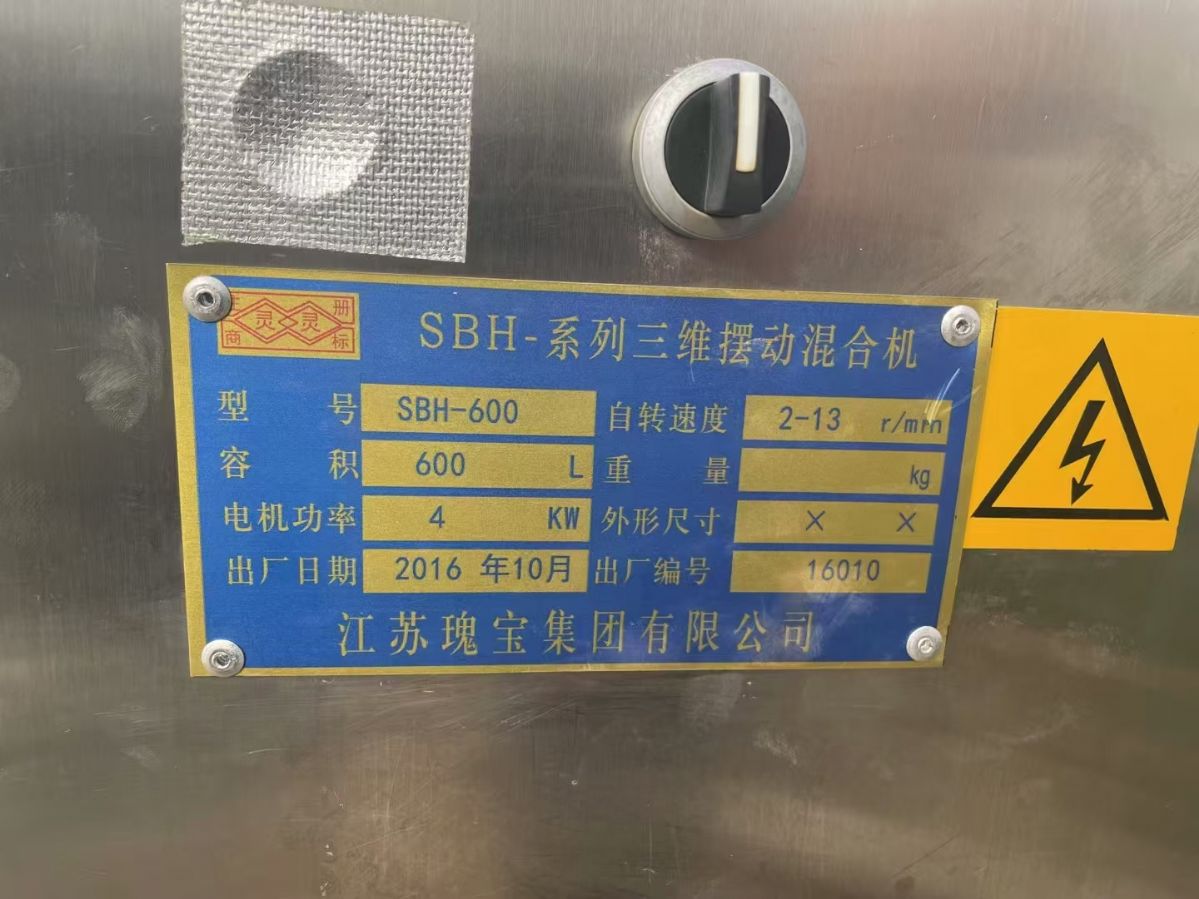 注册
灵灵
商标
SBH-系列三维摆动混合机
型号 SBH-600 自转速度 2-13 r/min
容积 600 L 重量 kg
电机功率 4 KW 外形尺寸 × ×
出厂日期 2016 年10月 出厂编号 16010
江苏瑰宝集团有限公司